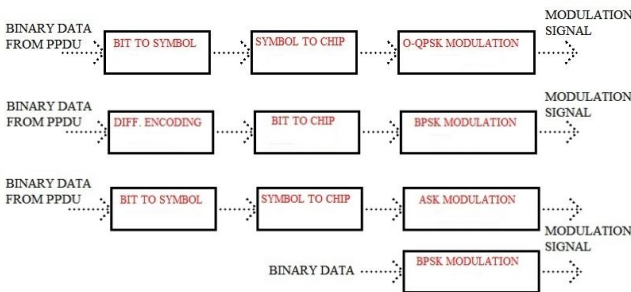 BINARY DATA
FROM PPDU
BIT TO SYMBOL
SYMBOL TO CHIP
O-QPSK MODULATION
MODULATION
SIGNAL
BINARY DATA
FROM PPDU
DIFF. ENCODING
BIT TO CHIP
BPSK MODULATION
MODULATION
SIGNAL
BINARY DATA
FROM PPDU
BIT TO SYMBOL
SYMBOL TO CHIP
ASK MODULATION
MODULATION
SIGNAL
BINARY DATA
BPSK MODULATION